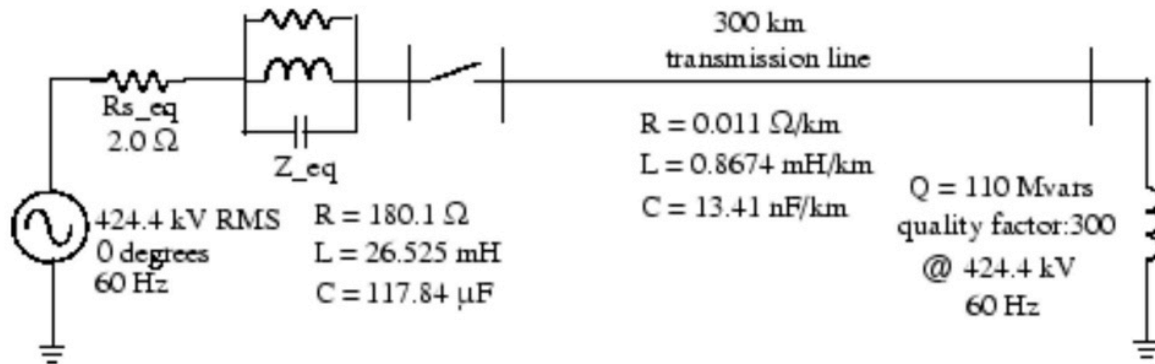 300 km
transmission line
Rs_eq
2.0 Ω
Z_eq
424.4 kV RMS
0 degrees
60 Hz
R = 180.1 Ω
L = 26.525 mH
C = 117.84 μF
R = 0.011 Ω/km
L = 0.8674 mH/km
C = 13.41 nF/km
Q = 110 Mvars
quality factor:300
@ 424.4 kV
60 Hz